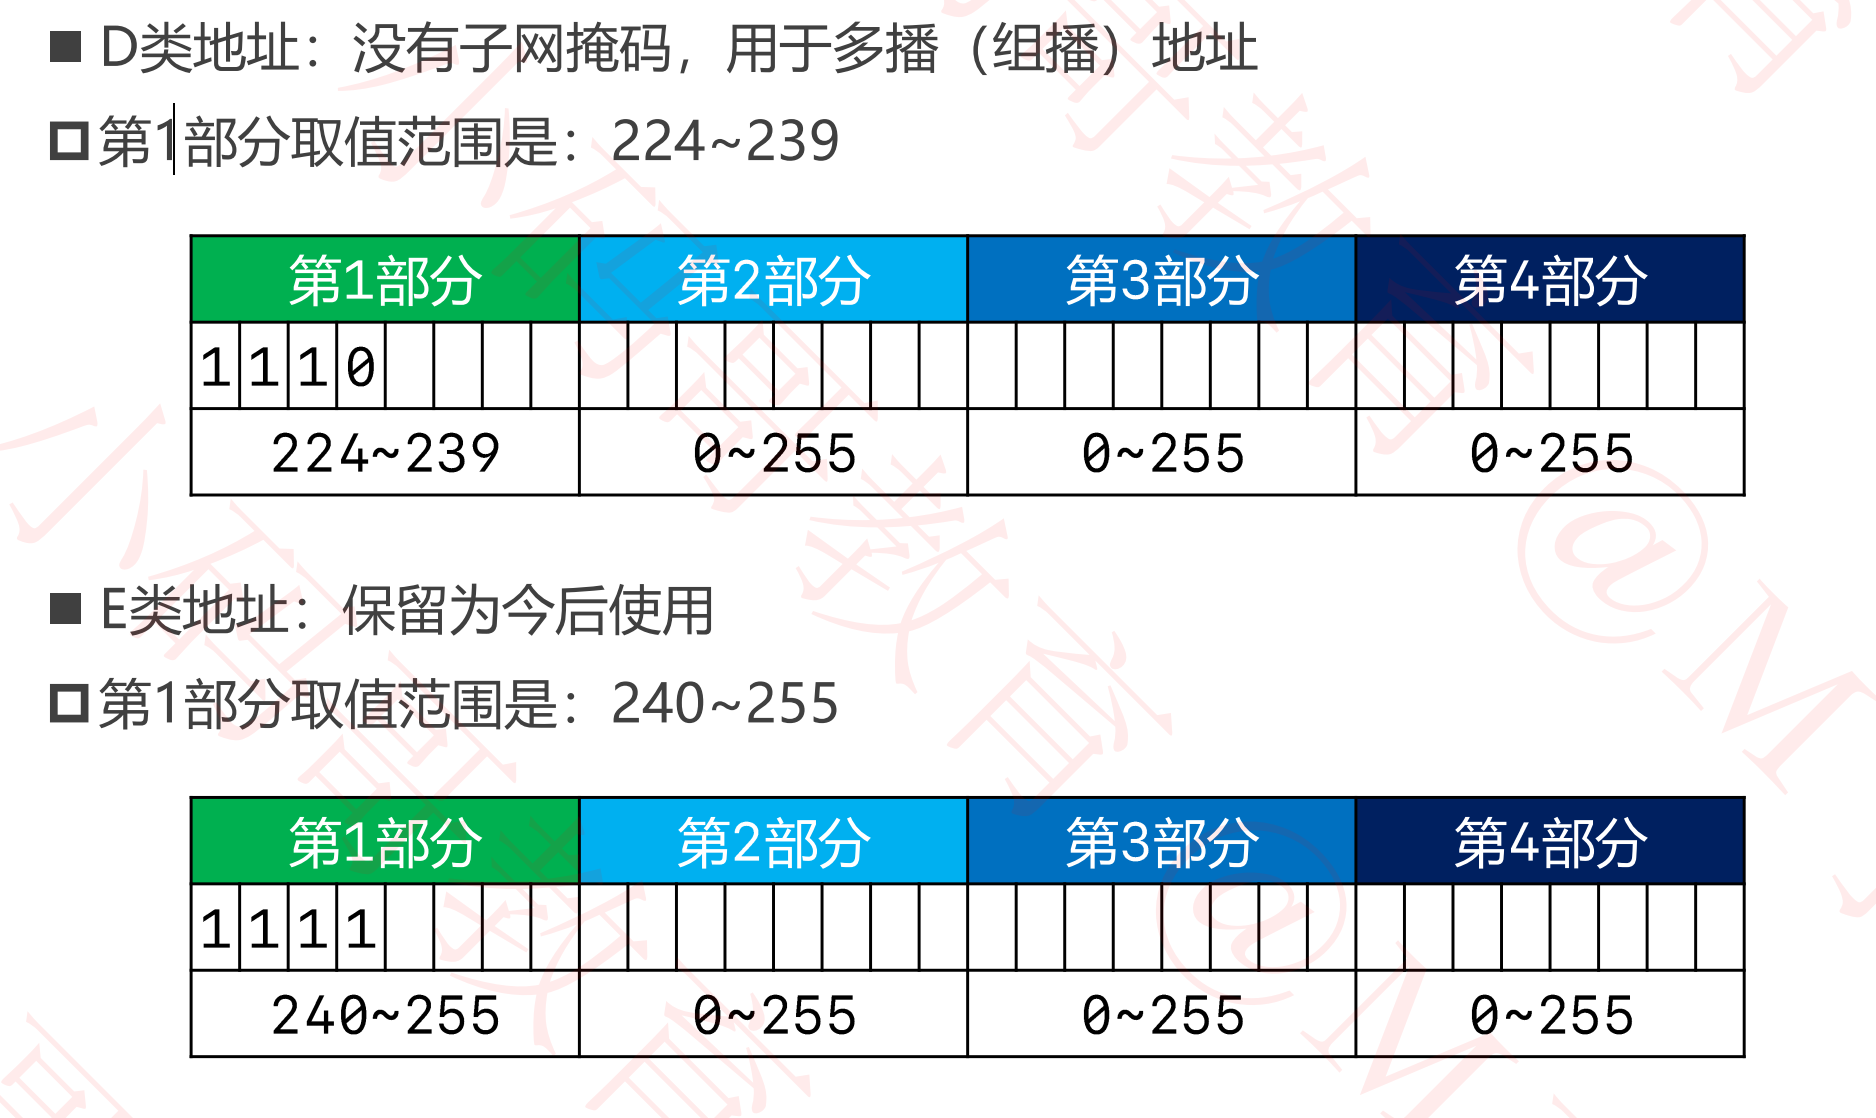 ■ D类地址：没有子网掩码，用于多播（组播）地址
第1部分取值范围是：224~239
第1部分 第2部分 第3部分 第4部分
1 1 1 0
224~239 0~255 0~255 0~255
■ E类地址：保留为今后使用
第1部分取值范围是：240~255
第1部分 第2部分 第3部分 第4部分
1 1 1 1
240~255 0~255 0~255 0~255
小码哥教育 @M